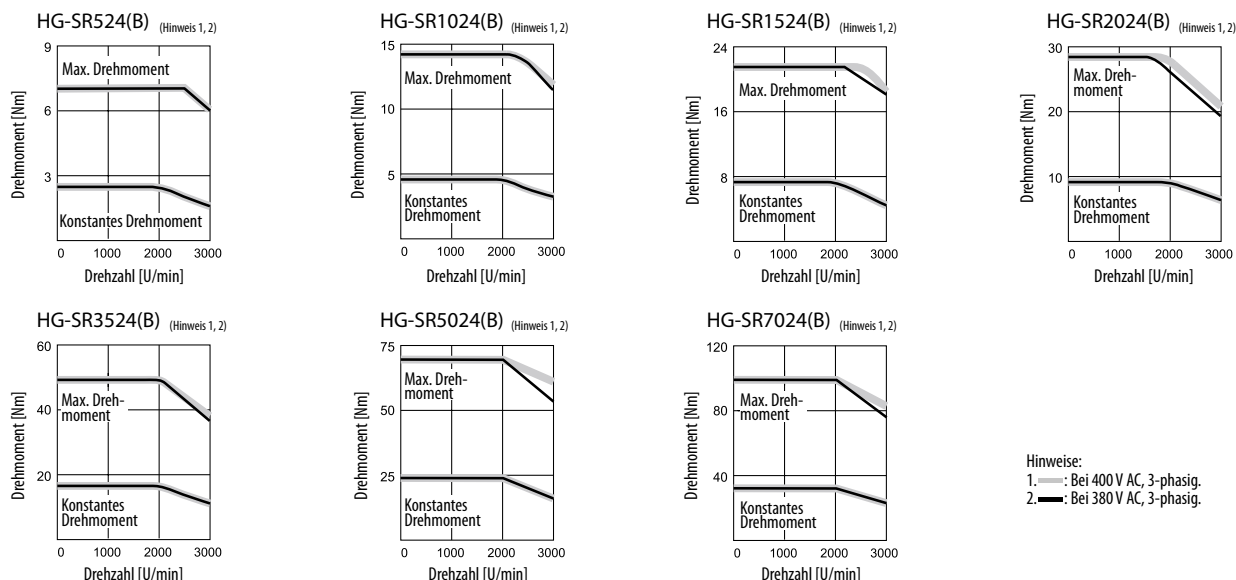 HG-SR524(B) (Hinweis 1, 2)
9
6
3
Drehmoment [Nm]
Max. Drehmoment
Konstantes Drehmoment
0 1000 2000 3000
Drehzahl [U/min]
HG-SR1024(B) (Hinweis 1, 2)
15
10
5
Drehmoment [Nm]
Max. Drehmoment
Konstantes
Drehmoment
0 1000 2000 3000
Drehzahl [U/min]
HG-SR1524(B) (Hinweis 1, 2)
24
16
8
Drehmoment [Nm]
Max. Drehmoment
Konstantes
Drehmoment
0 1000 2000 3000
Drehzahl [U/min]
HG-SR2024(B) (Hinweis 1, 2)
30
20
10
Drehmoment [Nm]
Max. Dreh-
moment
Konstantes
Drehmoment
0 1000 2000 3000
Drehzahl [U/min]
HG-SR3524(B) (Hinweis 1, 2)
60
40
20
Drehmoment [Nm]
Max. Dreh-
moment
Konstantes
Drehmoment
0 1000 2000 3000
Drehzahl [U/min]
HG-SR5024(B) (Hinweis 1, 2)
75
50
25
Drehmoment [Nm]
Max. Dreh-
moment
Konstantes
Drehmoment
0 1000 2000 3000
Drehzahl [U/min]
HG-SR7024(B) (Hinweis 1, 2)
120
80
40
Drehmoment [Nm]
Max. Dreh-
moment
Konstantes
Drehmoment
0 1000 2000 3000
Drehzahl [U/min]
Hinweise:
1. : Bei 400 V AC, 3-phasig.
2. : Bei 380 V AC, 3-phasig.